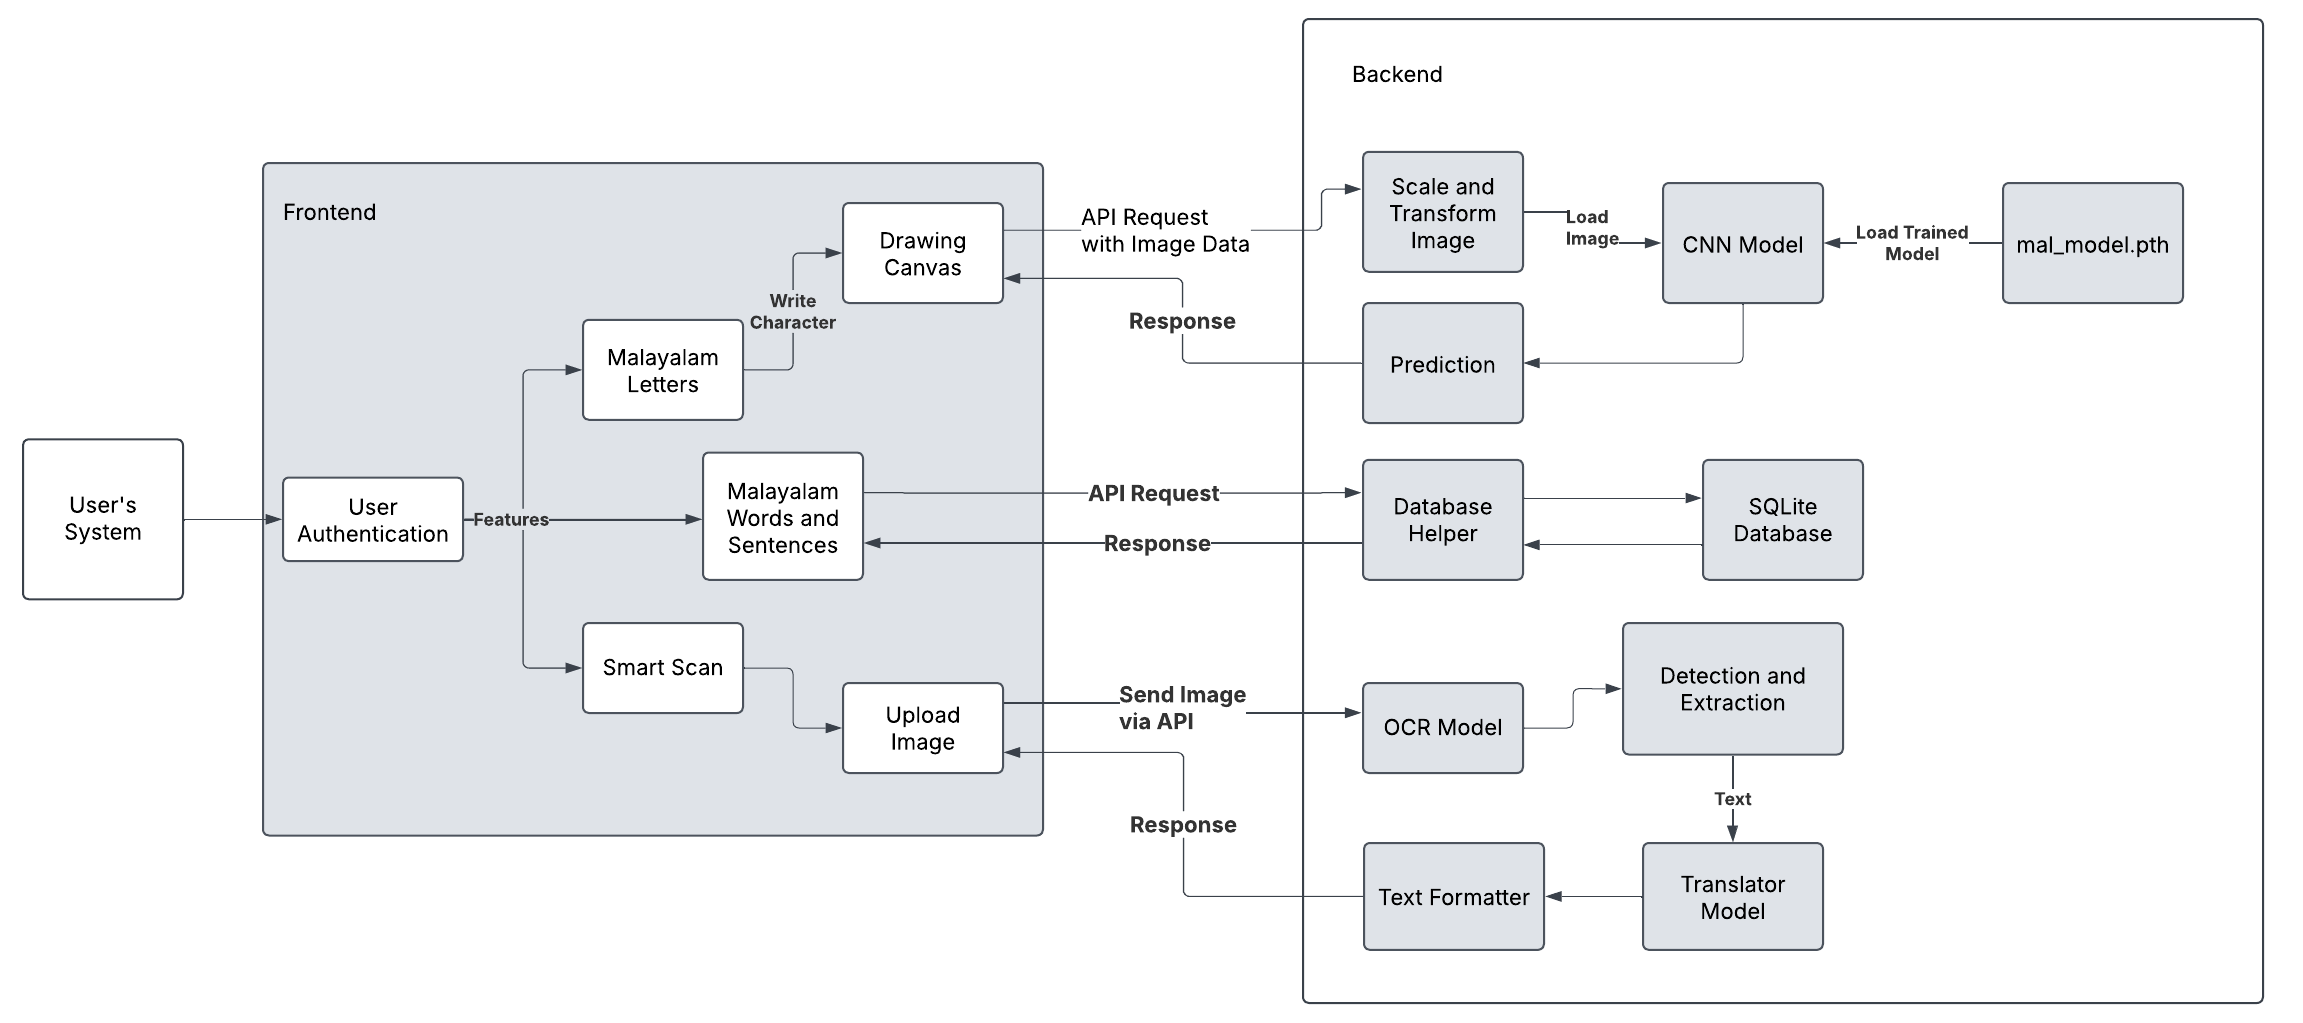 Backend
Frontend
User's
System
User
Authentication
Features
Malayalam
Letters
Write
Character
Drawing
Canvas
API Request
with Image Data
Response
Malayalam
Words and
Sentences
API Request
Response
Smart Scan
Upload
Image
Send Image
via API
Response
Scale and
Transform
Image
Load
Image
CNN Model
Load Trained
Model
mal_model.pth
Prediction
Database
Helper
SQLite
Database
OCR Model
Detection and
Extraction
Text
Translator
Model
Text Formatter